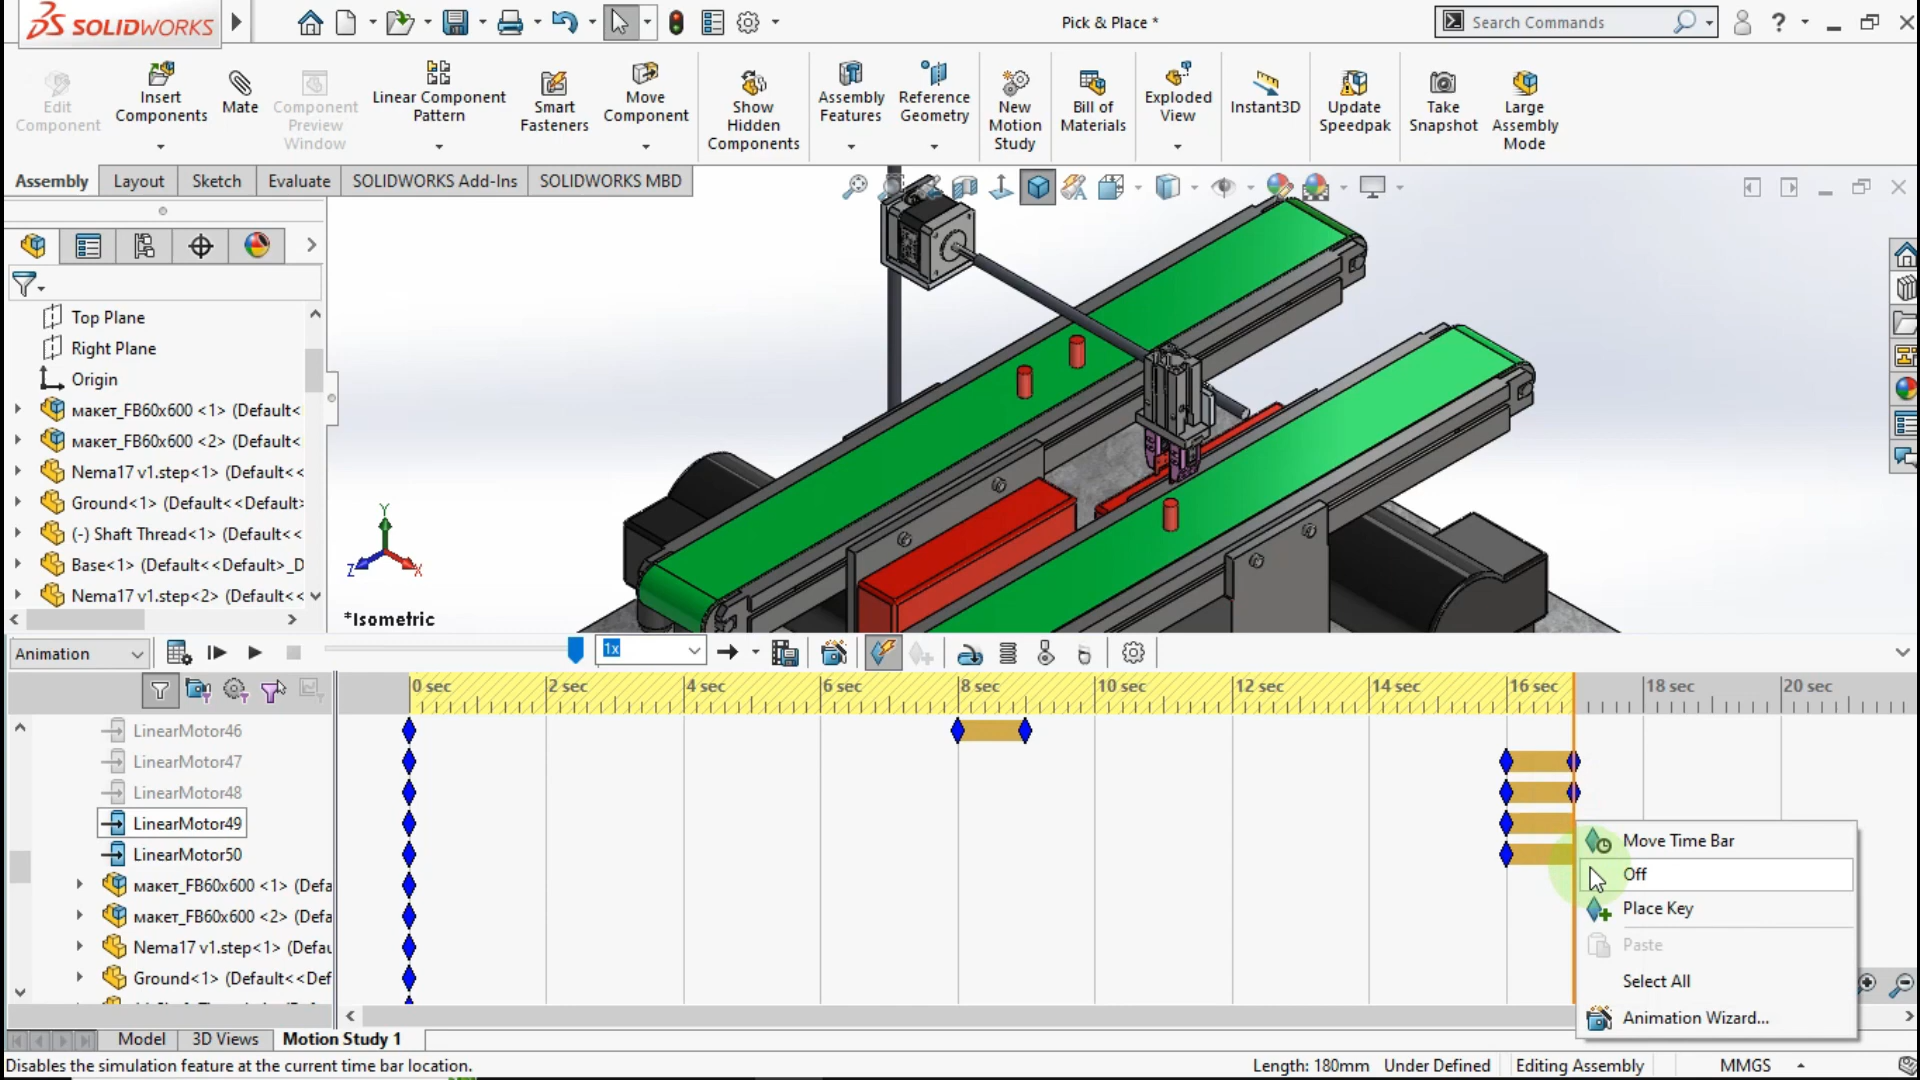 SOLIDWORKS
Pick & Place *
Search Commands
Edit Component
Insert Components
Mate
Component Preview Window
Linear Component Pattern
Smart Fasteners
Move Component
Show Hidden Components
Assembly Features
Reference Geometry
New Motion Study
Bill of Materials
Exploded View
Instant3D
Update Speedpak
Take Snapshot
Large Assembly Mode
Assembly
Layout
Sketch
Evaluate
SOLIDWORKS Add-Ins
SOLIDWORKS MBD
Top Plane
Right Plane
Origin
макет_FB60x600 <1> (Default<
макет_FB60x600 <2> (Default<
Nema17 v1.step<1> (Default<<
Ground<1> (Default<<Default>
(-) Shaft Thread<1> (Default<<
Base<1> (Default<<Default>_D
Nema17 v1.step<2> (Default<<
Y
Z
X
*Isometric
Animation
1x
0 sec
2 sec
4 sec
6 sec
8 sec
10 sec
12 sec
14 sec
16 sec
18 sec
20 sec
LinearMotor46
LinearMotor47
LinearMotor48
LinearMotor49
LinearMotor50
макет_FB60x600 <1> (Defa
макет_FB60x600 <2> (Defa
Nema17 v1.step<1> (Defau
Ground<1> (Default<<Def
Move Time Bar
Off
Place Key
Paste
Select All
Animation Wizard...
Model
3D Views
Motion Study 1
Disables the simulation feature at the current time bar location.
Length: 180mm
Under Defined
Editing Assembly
MMGS